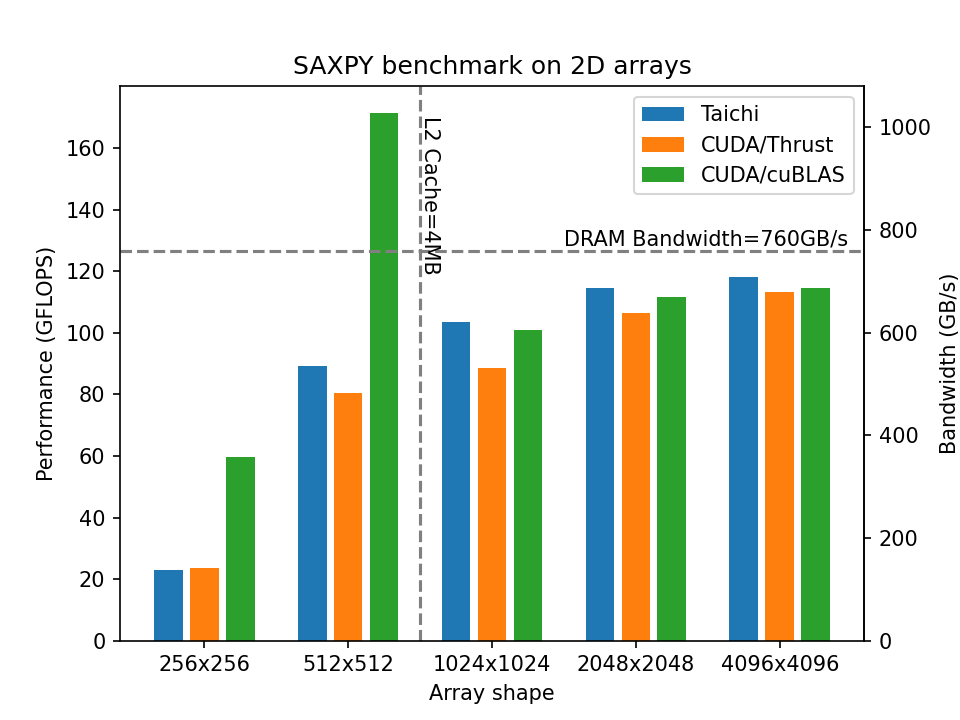 SAXPY benchmark on 2D arrays
Taichi
CUDA/Thrust
CUDA/cuBLAS
L2 Cache=4MB
DRAM Bandwidth=760GB/s
Performance (GFLOPS)
160
140
120
100
80
60
40
20
0
1000
800
600
400
200
0
Bandwidth (GB/s)
256x256 512x512 1024x1024 2048x2048 4096x4096
Array shape